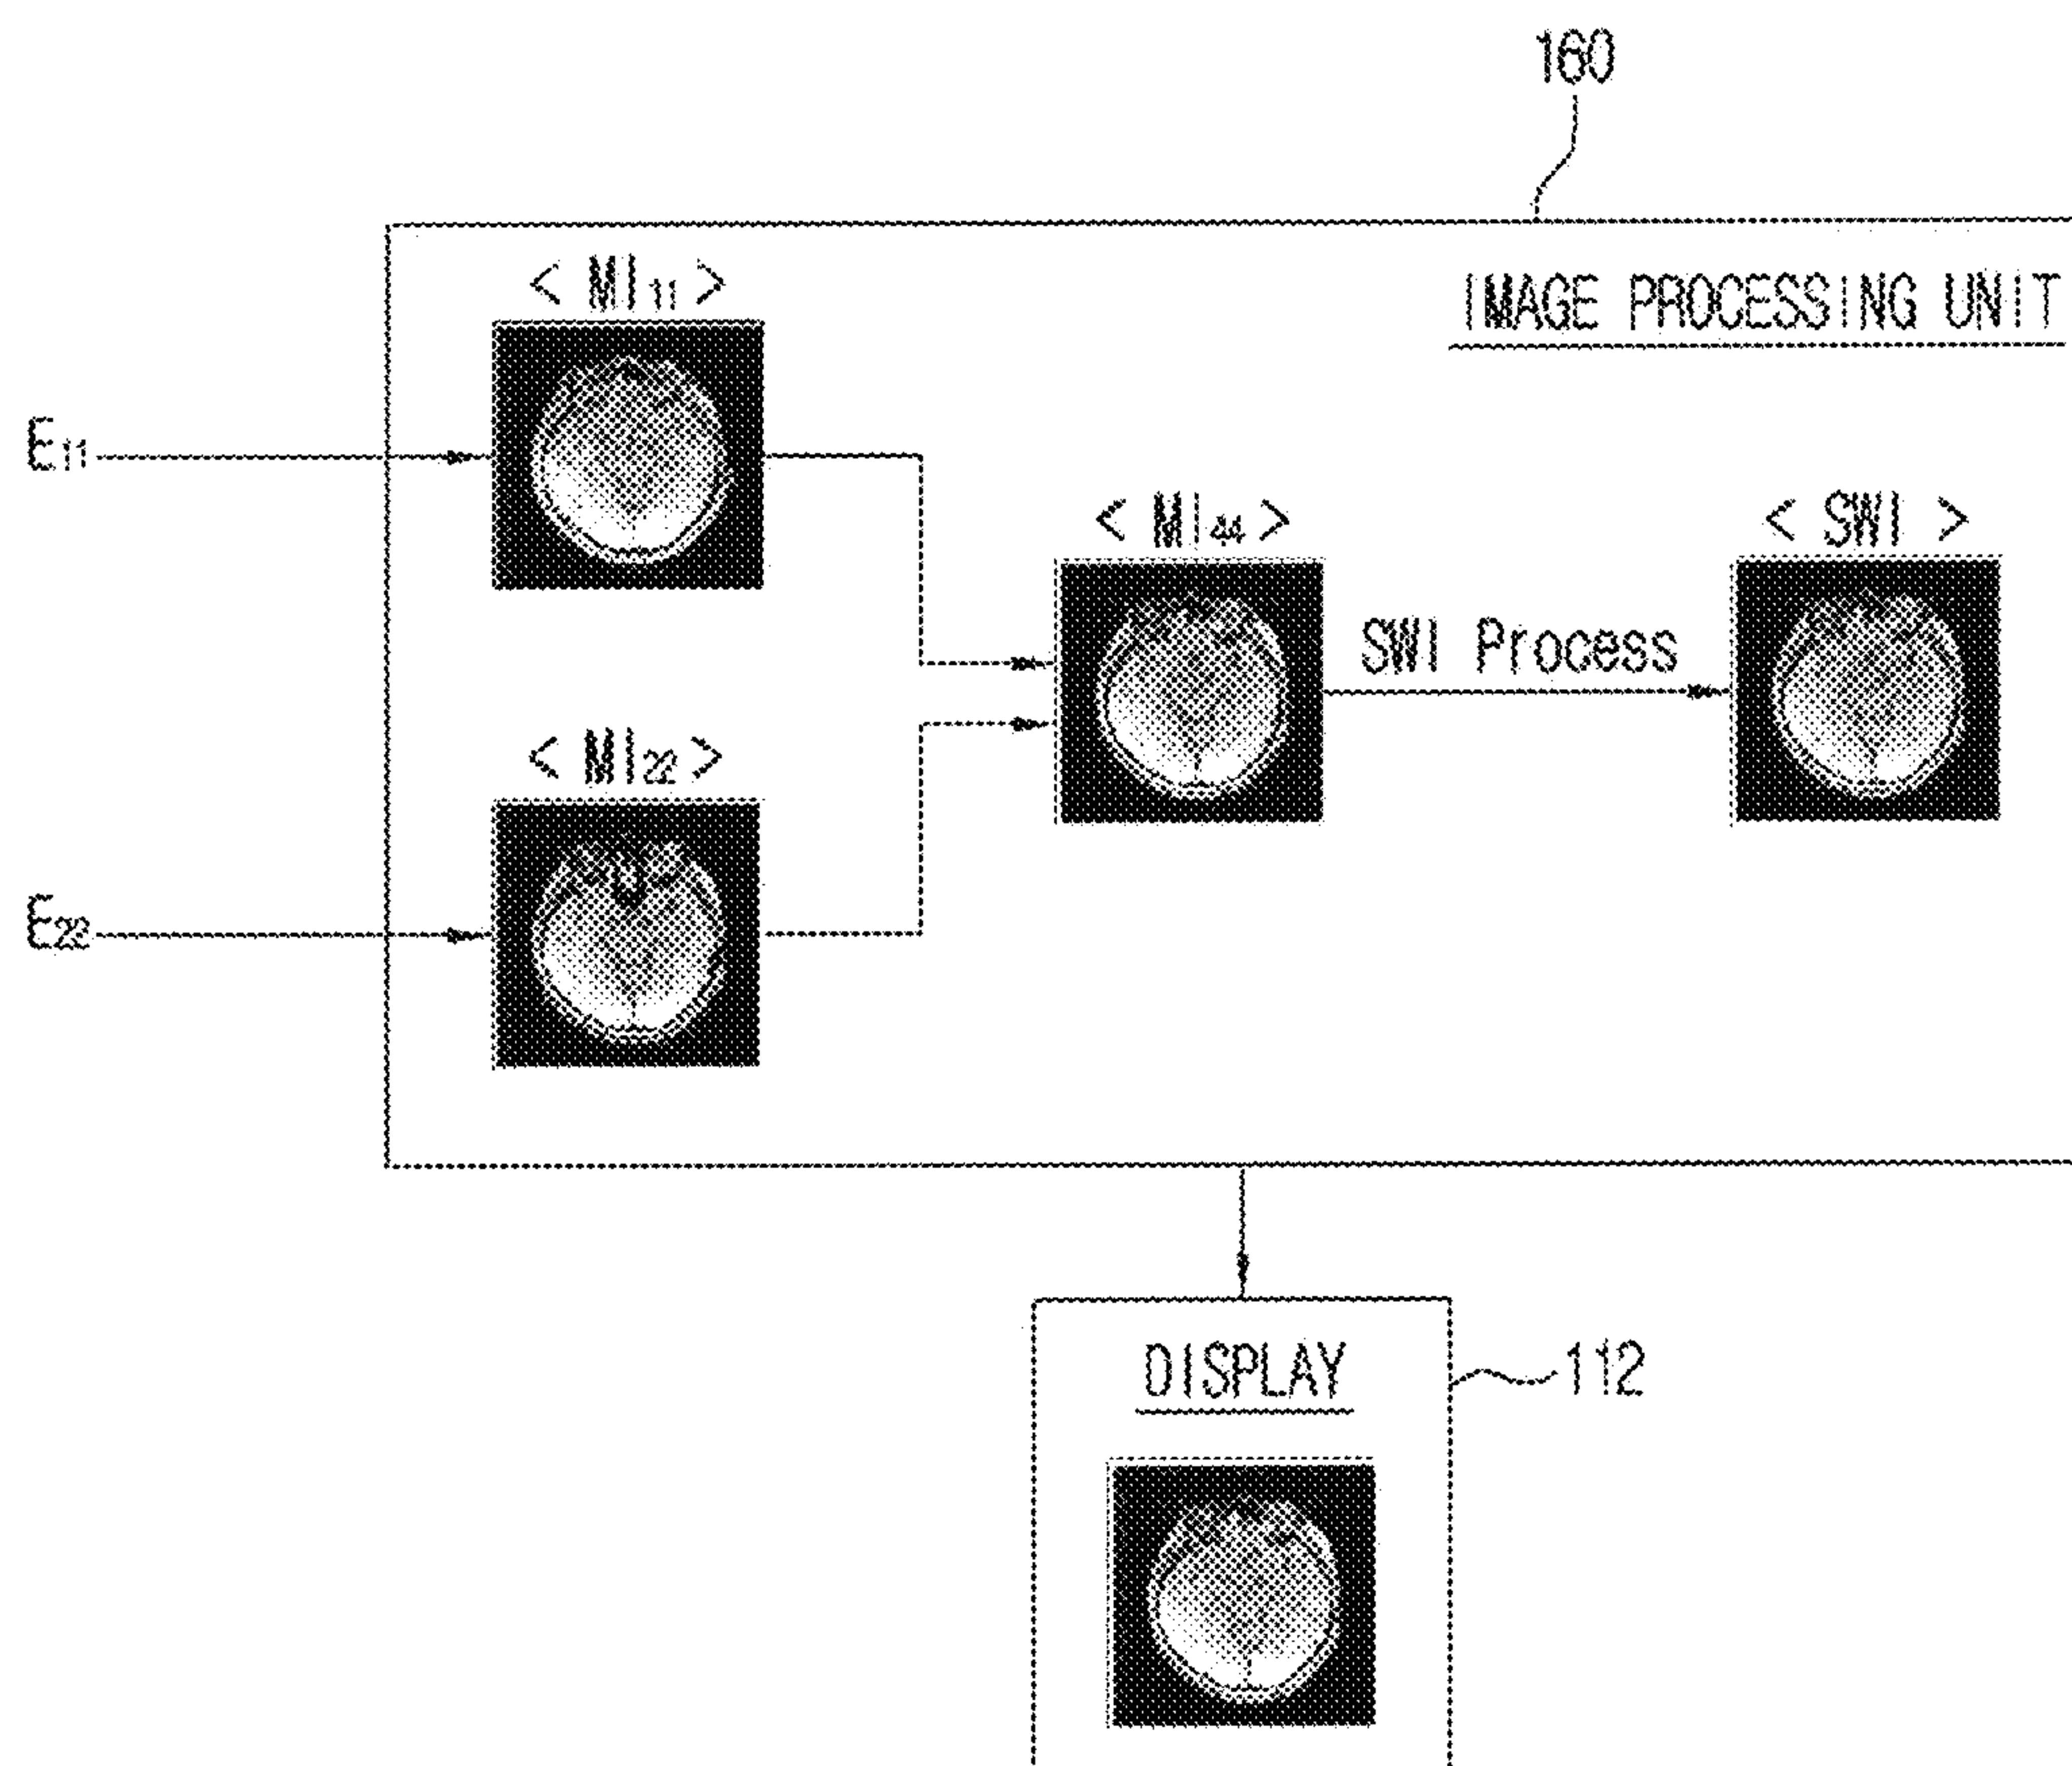 160
< MI₁₁ >
IMAGE PROCESSING UNIT
E₁₁
< MI₄₄ >
< SWI >
SWI Process
< MI₂₂ >
E₂₂
DISPLAY
112